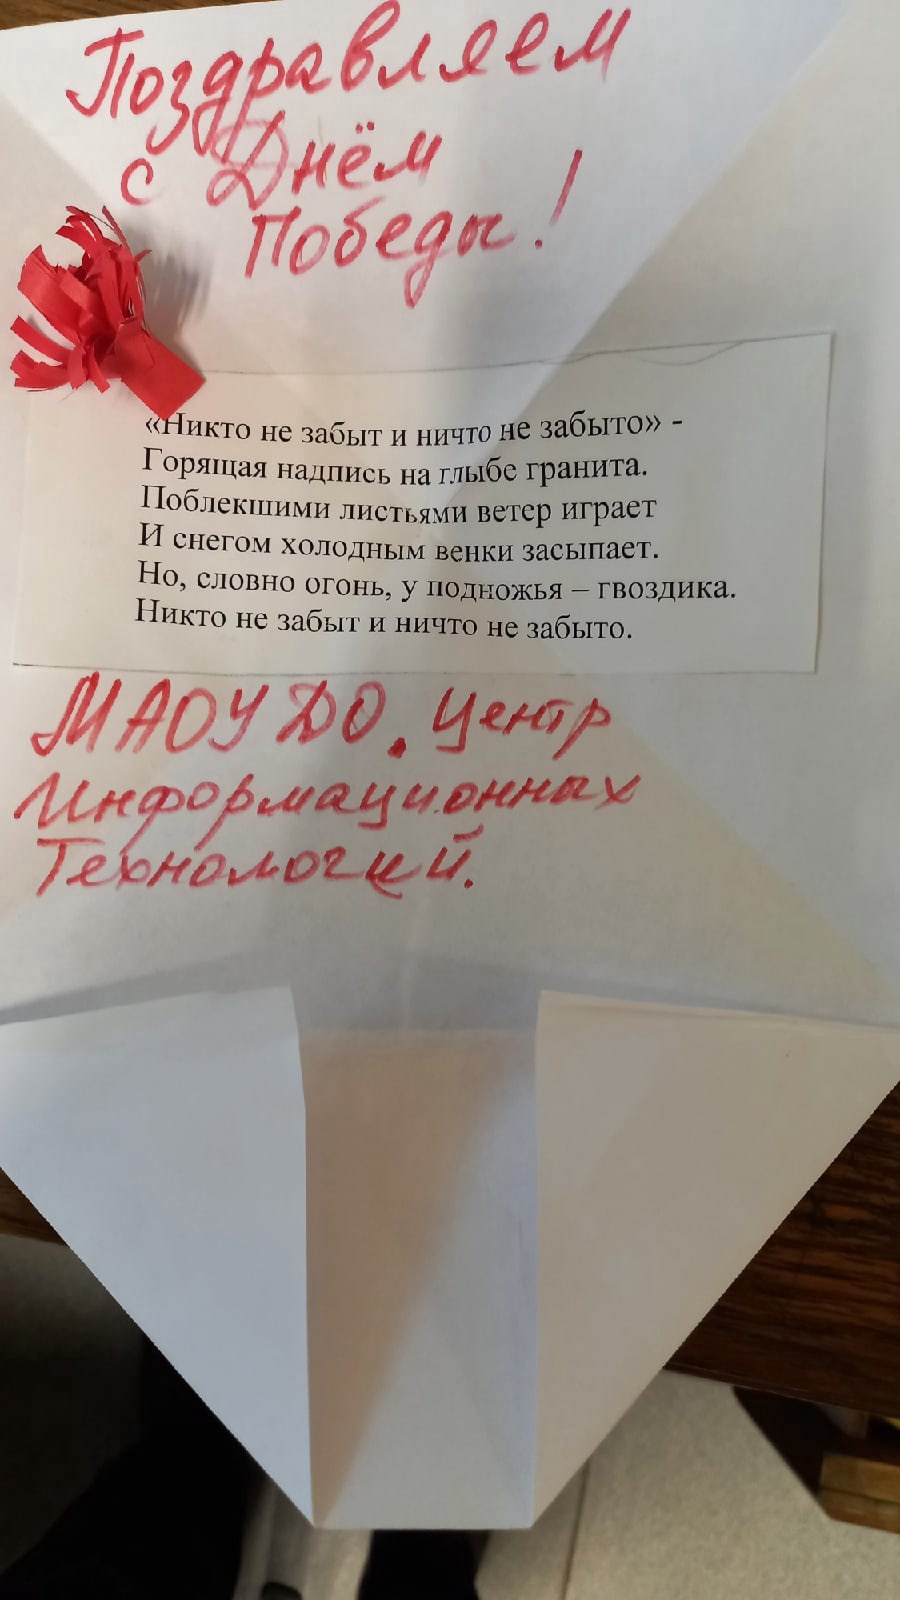 Поздравляем
с Днём
Победы!
«Никто не забыт и ничто не забыто» -
Горящая надпись на глыбе гранита.
Поблекшими листьями ветер играет
И снегом холодным венки засыпает.
Но, словно огонь, у подножья – гвоздика.
Никто не забыт и ничто не забыто.
МАОУ ДО. Центр
Информационных
Технологий.